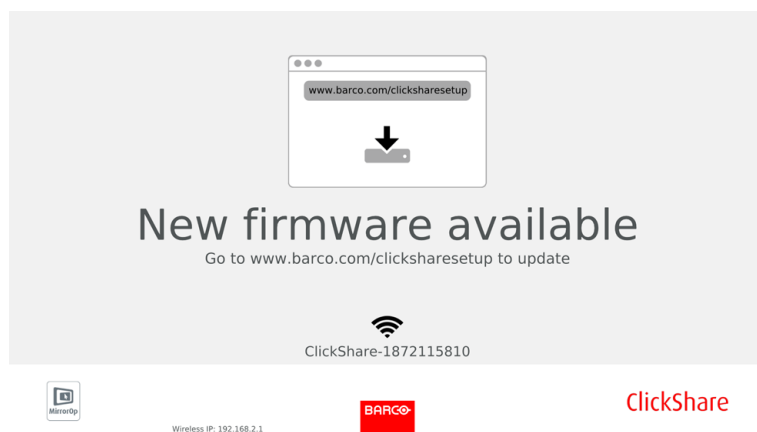 www.barco.com/clicksharesetup
New firmware available
Go to www.barco.com/clicksharesetup to update
ClickShare-1872115810
MirrorOp
Wireless IP: 192.168.2.1
BARCO
ClickShare